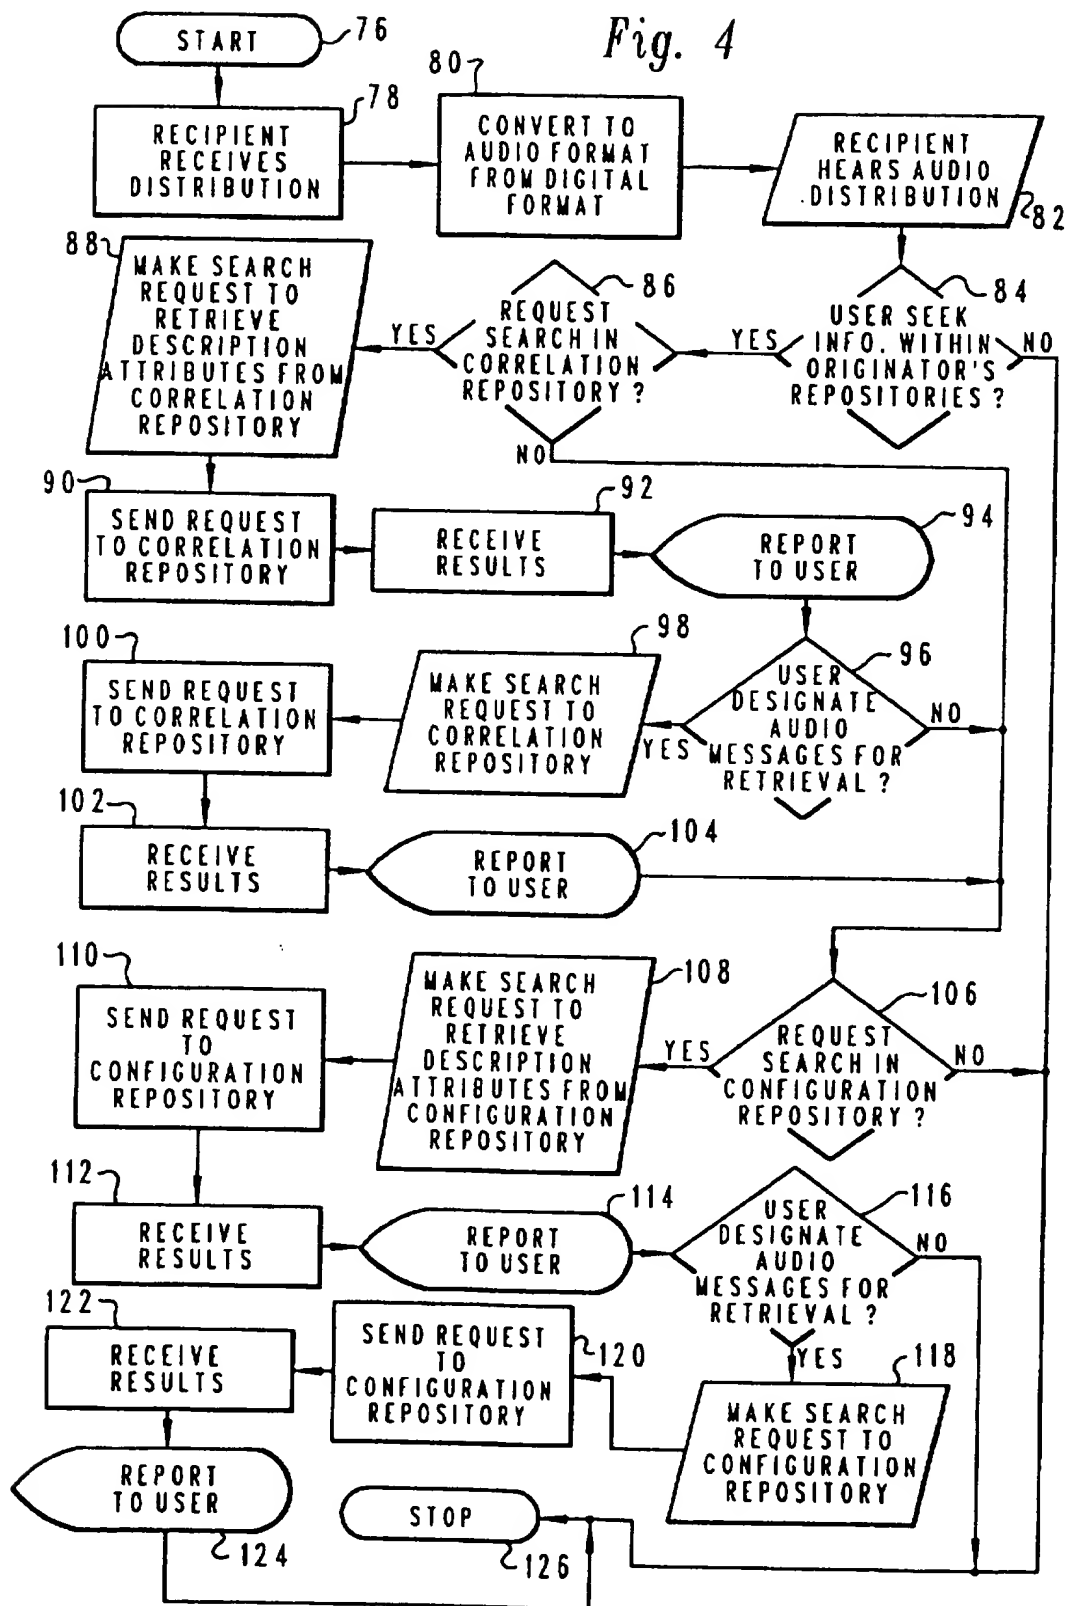 Fig. 4
START
76
78
RECIPIENT
RECEIVES
DISTRIBUTION
80
CONVERT TO
AUDIO FORMAT
FROM DIGITAL
FORMAT
RECIPIENT
HEARS AUDIO
DISTRIBUTION
82
84
USER SEEK
INFO. WITHIN
ORIGINATOR'S
REPOSITORIES ?
YES
NO
86
REQUEST
SEARCH IN
CORRELATION
REPOSITORY ?
YES
NO
88
MAKE SEARCH
REQUEST TO
RETRIEVE
DESCRIPTION
ATTRIBUTES FROM
CORRELATION
REPOSITORY
90
SEND REQUEST
TO CORRELATION
REPOSITORY
92
RECEIVE
RESULTS
94
REPORT
TO USER
96
USER
DESIGNATE
AUDIO
MESSAGES FOR
RETRIEVAL ?
YES
NO
98
MAKE SEARCH
REQUEST TO
CORRELATION
REPOSITORY
100
SEND REQUEST
TO CORRELATION
REPOSITORY
102
RECEIVE
RESULTS
104
REPORT
TO USER
106
REQUEST
SEARCH IN
CONFIGURATION
REPOSITORY ?
YES
NO
108
MAKE SEARCH
REQUEST TO
RETRIEVE
DESCRIPTION
ATTRIBUTES FROM
CONFIGURATION
REPOSITORY
110
SEND REQUEST
TO
CONFIGURATION
REPOSITORY
112
RECEIVE
RESULTS
114
REPORT
TO USER
116
USER
DESIGNATE
AUDIO
MESSAGES FOR
RETRIEVAL ?
NO
YES
118
MAKE SEARCH
REQUEST TO
CONFIGURATION
REPOSITORY
120
SEND REQUEST
TO
CONFIGURATION
REPOSITORY
122
RECEIVE
RESULTS
REPORT
TO USER
124
STOP
126